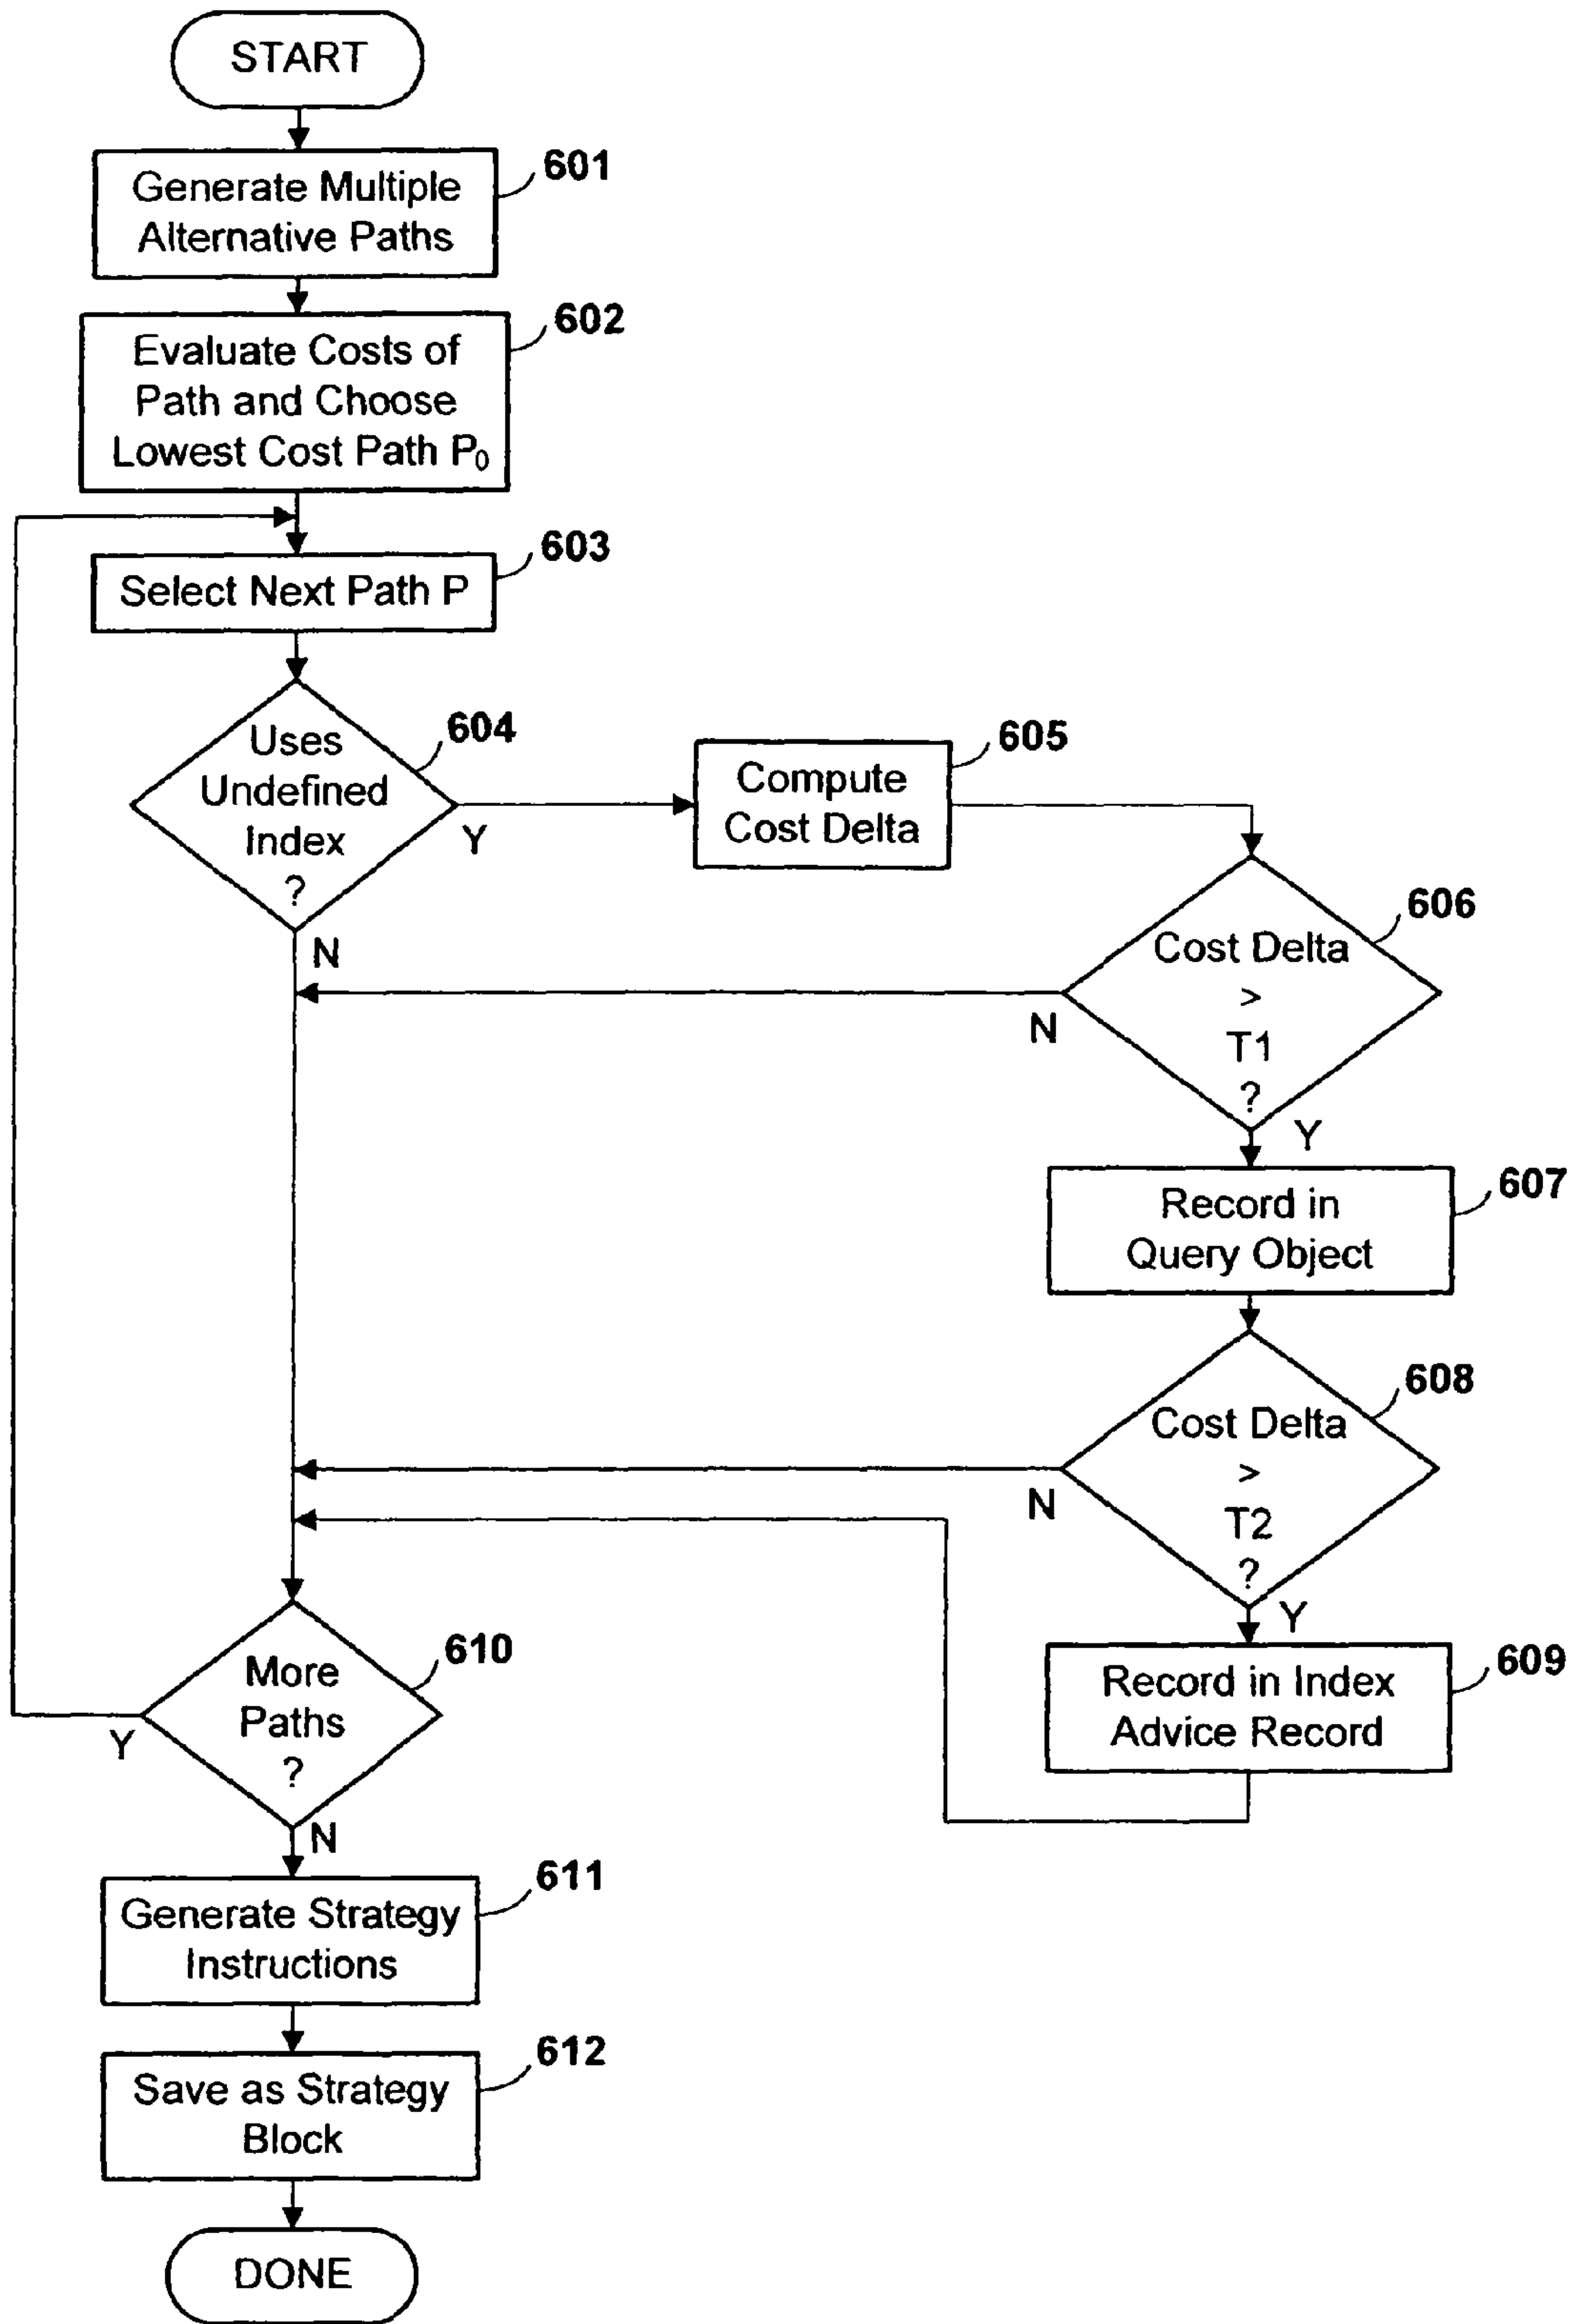 START
601
Generate Multiple
Alternative Paths
602
Evaluate Costs of
Path and Choose
Lowest Cost Path P₀
603
Select Next Path P
604
Uses
Undefined
Index
?
Y
N
605
Compute
Cost Delta
606
Cost Delta
>
T1
?
N
Y
607
Record in
Query Object
608
Cost Delta
>
T2
?
N
Y
609
Record in Index
Advice Record
610
More
Paths
?
Y
N
611
Generate Strategy
Instructions
612
Save as Strategy
Block
DONE